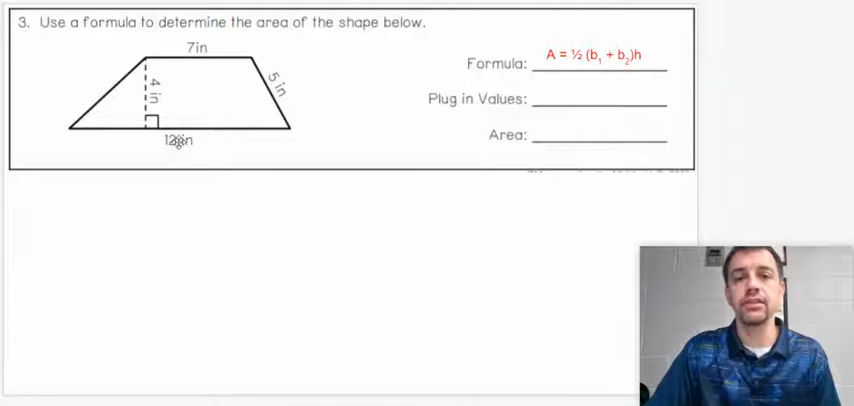 3. Use a formula to determine the area of the shape below.
7in
4 in
5 in
Formula: A = ½ (b₁ + b₂)h
Plug in Values:
Area: